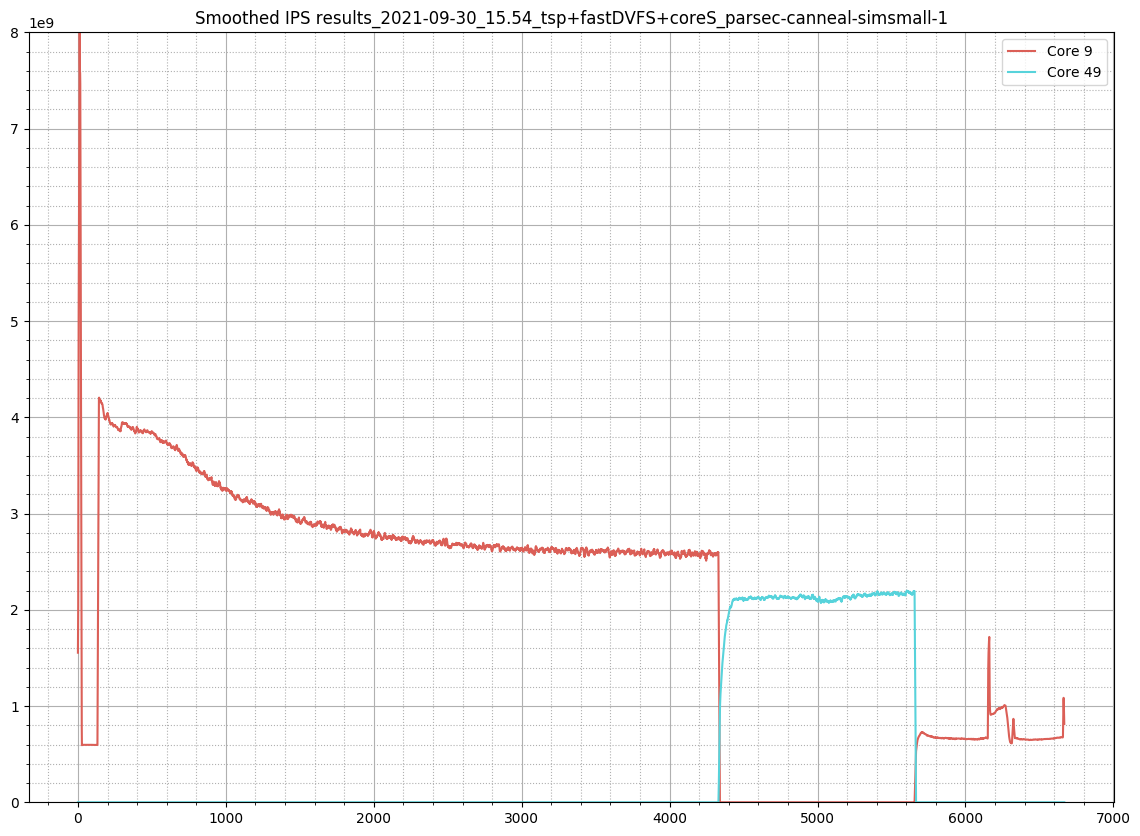 Smoothed IPS results_2021-09-30_15.54_tsp+fastDVFS+coreS_parsec-canneal-simsmall-1
1e9
Core 9
Core 49
8
7
6
5
4
3
2
1
0
0 1000 2000 3000 4000 5000 6000 7000